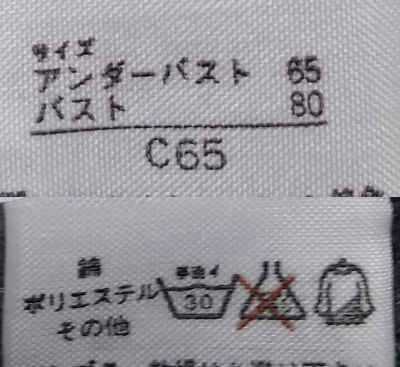 サイズ
アンダーバスト 65
バスト 80
C65
綿
ポリエステル
その他
手洗イ
30